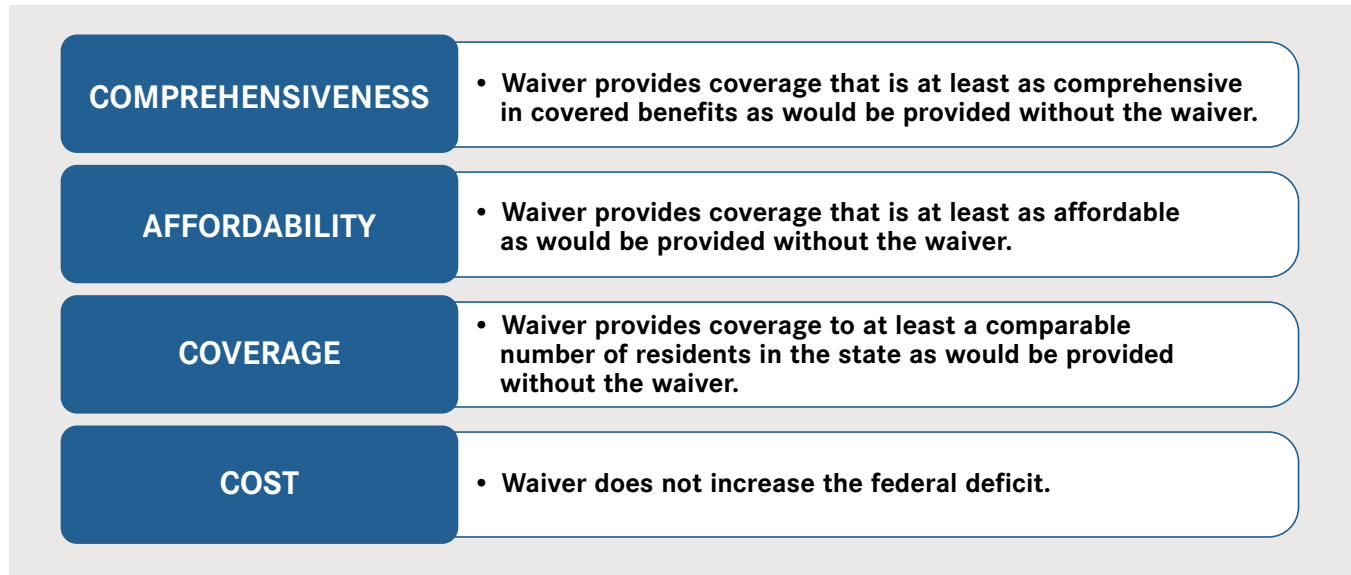 COMPREHENSIVENESS
• Waiver provides coverage that is at least as comprehensive
in covered benefits as would be provided without the waiver.
AFFORDABILITY
• Waiver provides coverage that is at least as affordable
as would be provided without the waiver.
COVERAGE
• Waiver provides coverage to at least a comparable
number of residents in the state as would be provided
without the waiver.
COST
• Waiver does not increase the federal deficit.